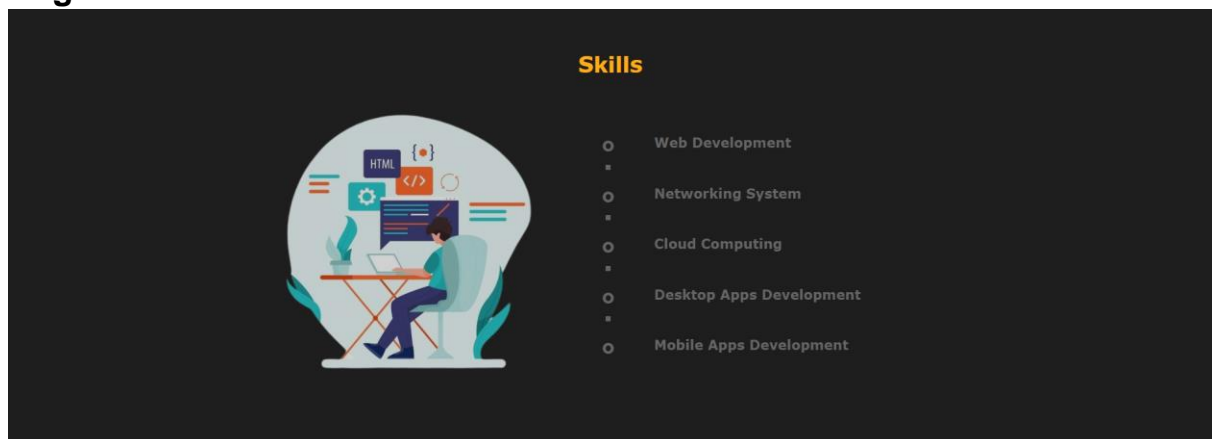 Skills
HTML
{•}
</>
Web Development
Networking System
Cloud Computing
Desktop Apps Development
Mobile Apps Development